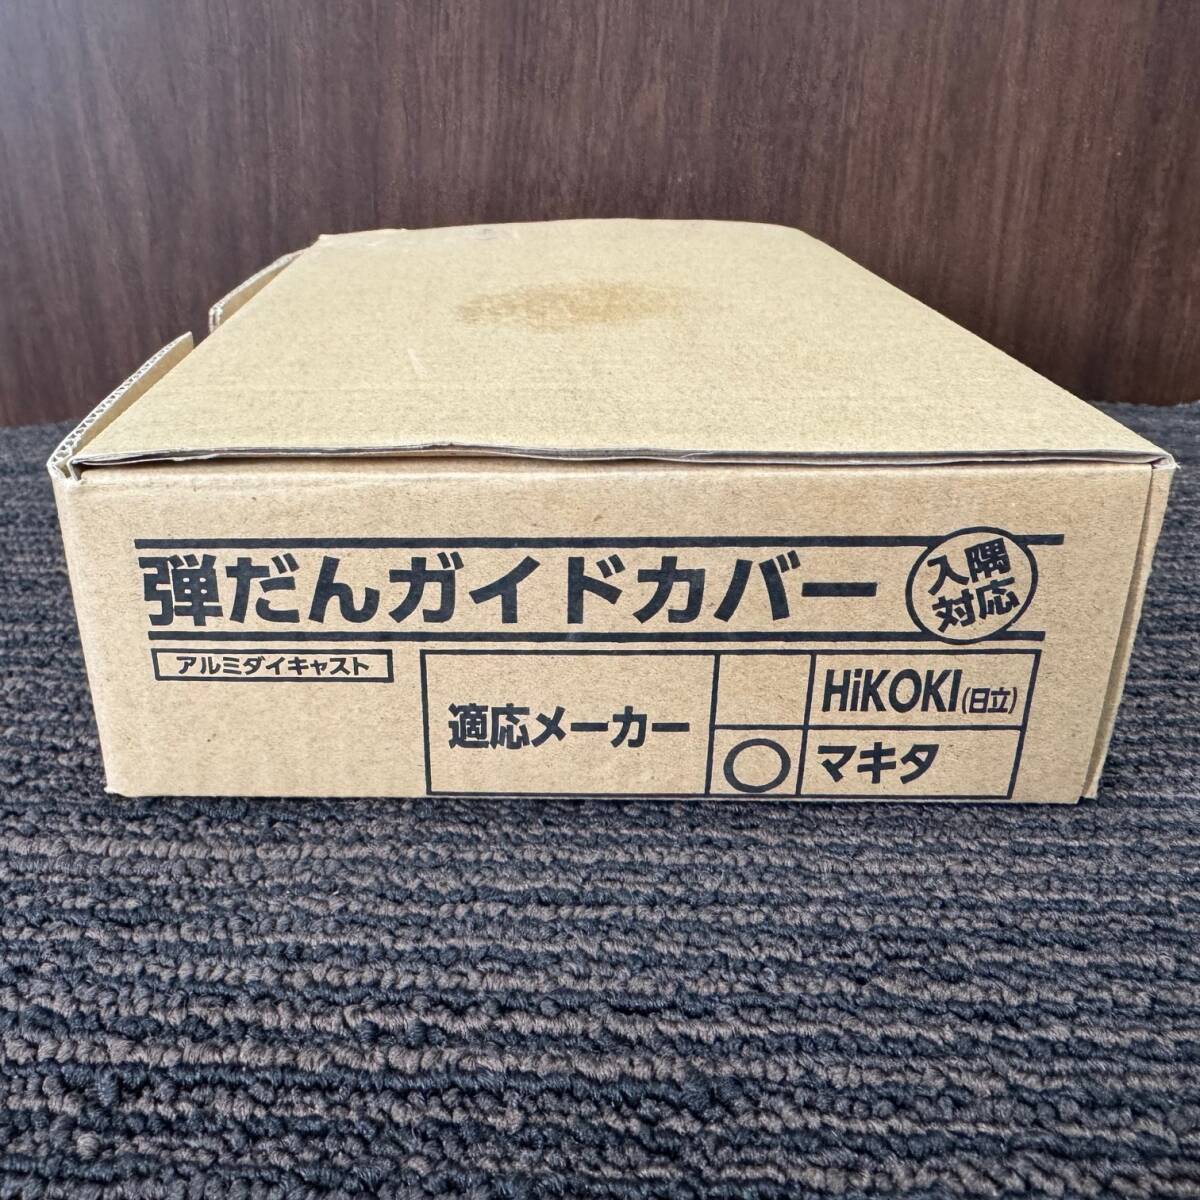 弾だんガイドカバー
入隅
対応
アルミダイキャスト
適応メーカー
HiKOKI(日立)
◯ マキタ